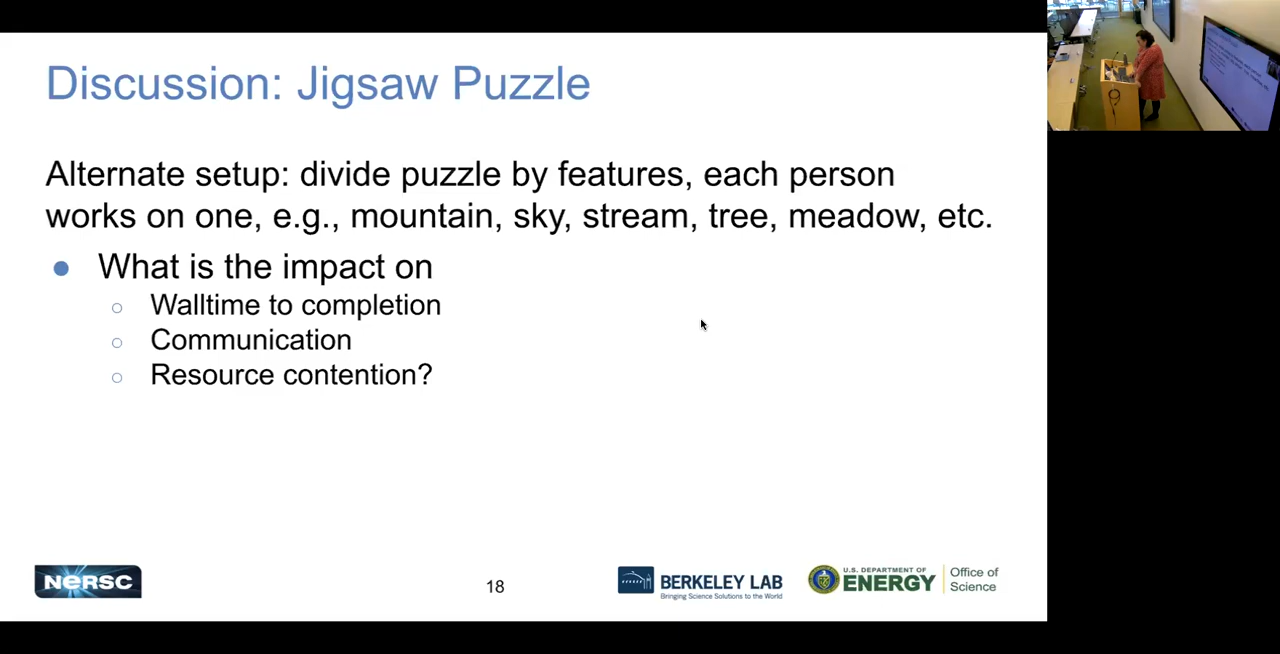 Discussion: Jigsaw Puzzle
Alternate setup: divide puzzle by features, each person
works on one, e.g., mountain, sky, stream, tree, meadow, etc.
● What is the impact on
○ Walltime to completion
○ Communication
○ Resource contention?
NERSC
18
BERKELEY LAB
Bringing Science Solutions to the World
U.S. DEPARTMENT OF
ENERGY
Office of
Science